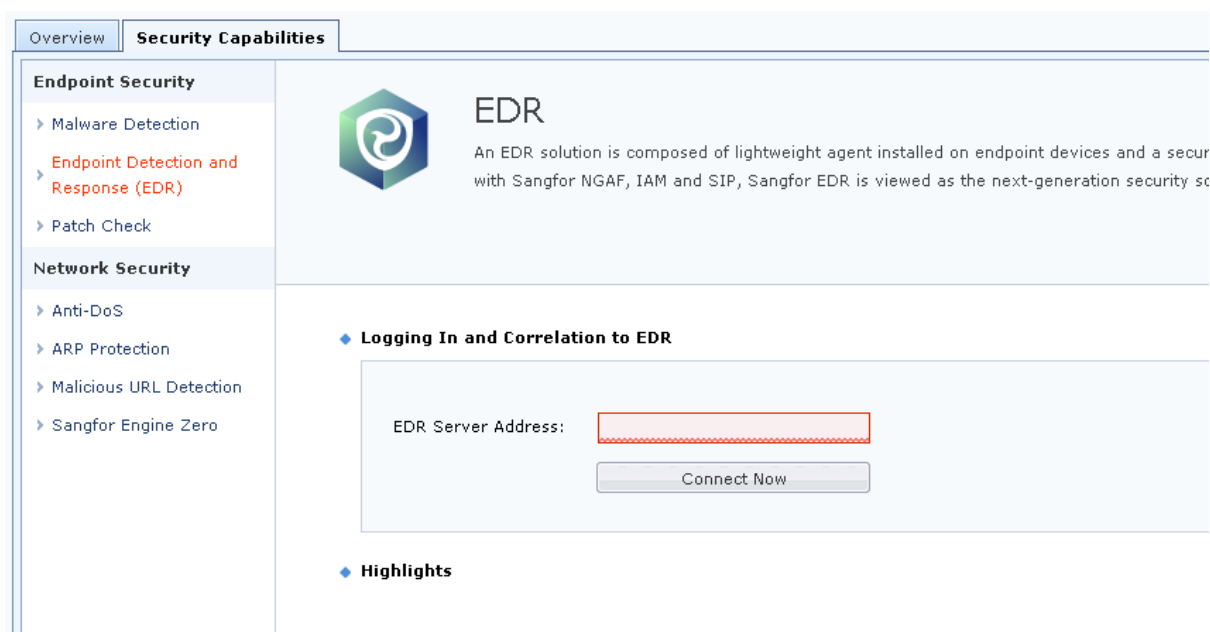 Overview
Security Capabilities
Endpoint Security
Malware Detection
Endpoint Detection and
Response (EDR)
Patch Check
Network Security
Anti-DoS
ARP Protection
Malicious URL Detection
Sangfor Engine Zero
EDR
An EDR solution is composed of lightweight agent installed on endpoint devices and a
with Sangfor NGAF, IAM and SIP, Sangfor EDR is viewed as the next-generation security
Logging In and Correlation to EDR
EDR Server Address:
Connect Now
Highlights